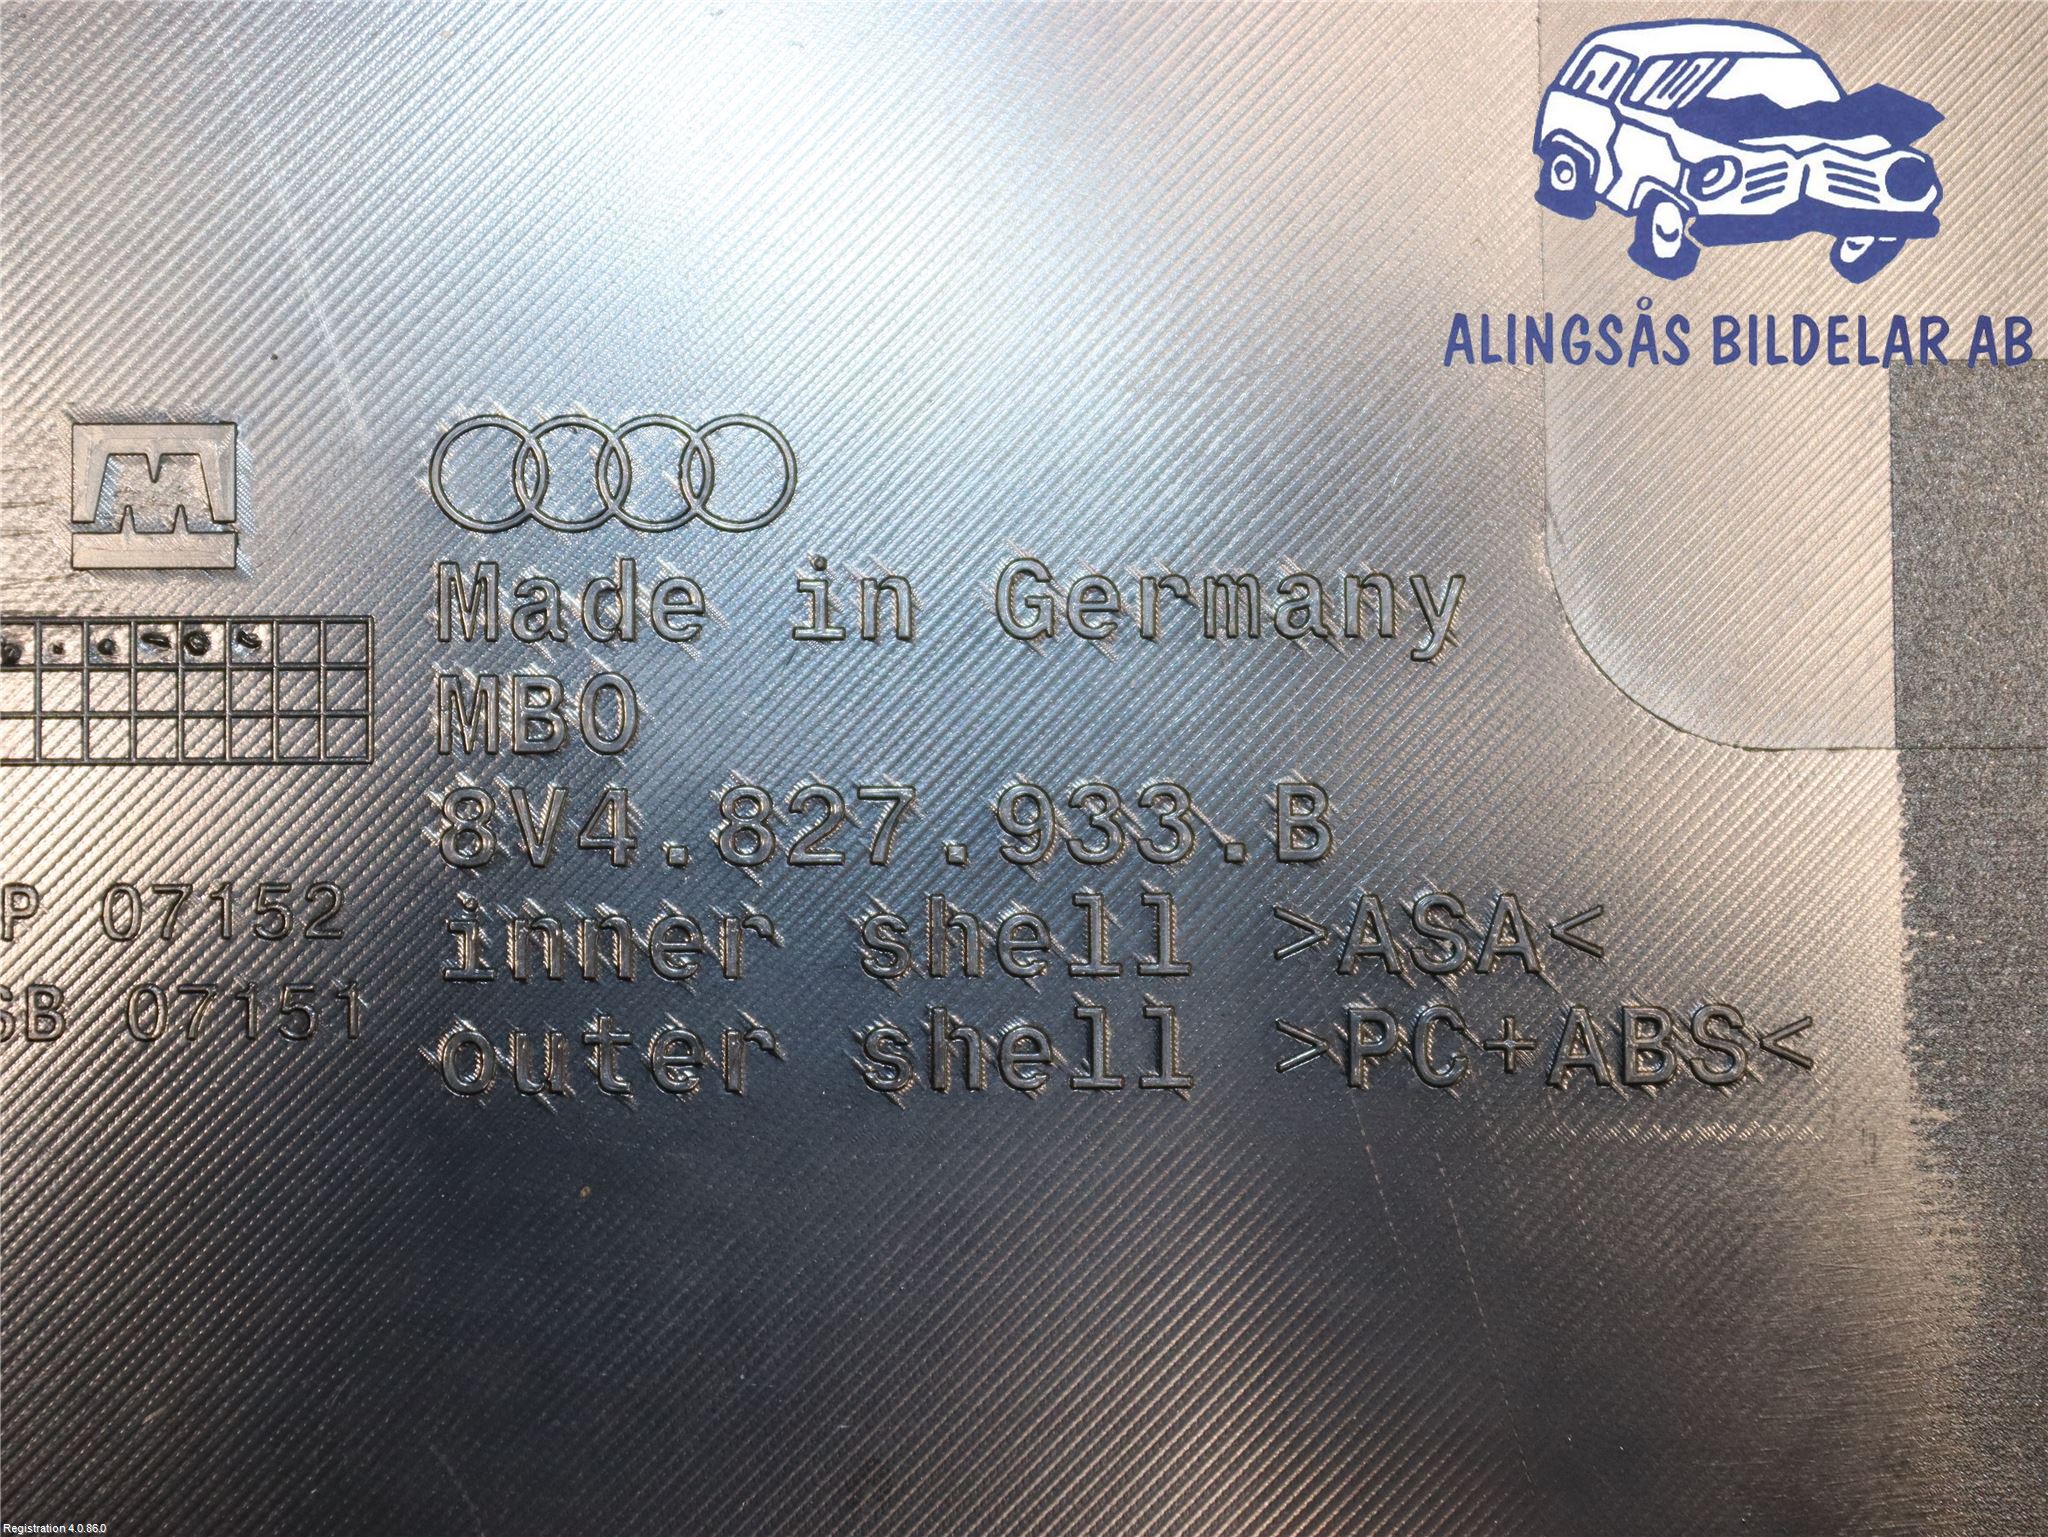 ALINGSÅS BILDELAR AB
Made in Germany
MBO
8V4.827.933.B
P 07152
inner shell >ASA<
SB 07151
outer shell >PC+ABS<
Registration 4.0.86.0